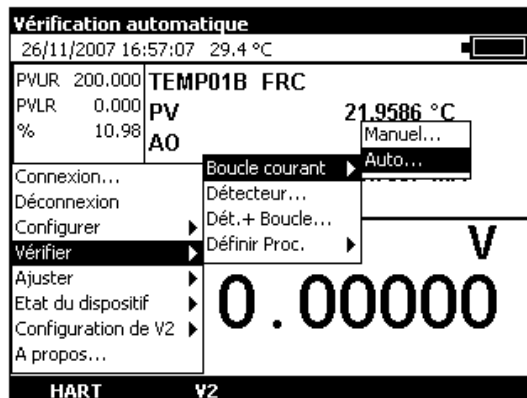 Vérification automatique
26/11/2007 16:57:07 29.4 °C
PVUR 200.000
PVLR 0.000
% 10.98
TEMP01B FRC
PV 21.9586 °C
AO
Manuel...
Auto...
Boucle courant
Détecteur...
Dét.+ Boucle...
Définir Proc.
Connexion...
Déconnexion
Configurer
Vérifier
Ajuster
Etat du dispositif
Configuration de V2
A propos...
V
0.00000
HART V2